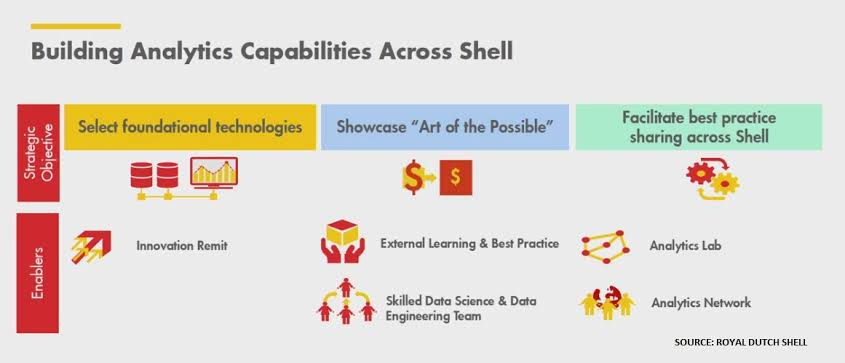 Building Analytics Capabilities Across Shell
Strategic
Objective
Select foundational technologies
Showcase “Art of the Possible”
Facilitate best practice
sharing across Shell
$
$
Enablers
Innovation Remit
External Learning & Best Practice
Analytics Lab
Skilled Data Science & Data
Engineering Team
Analytics Network
SOURCE: ROYAL DUTCH SHELL